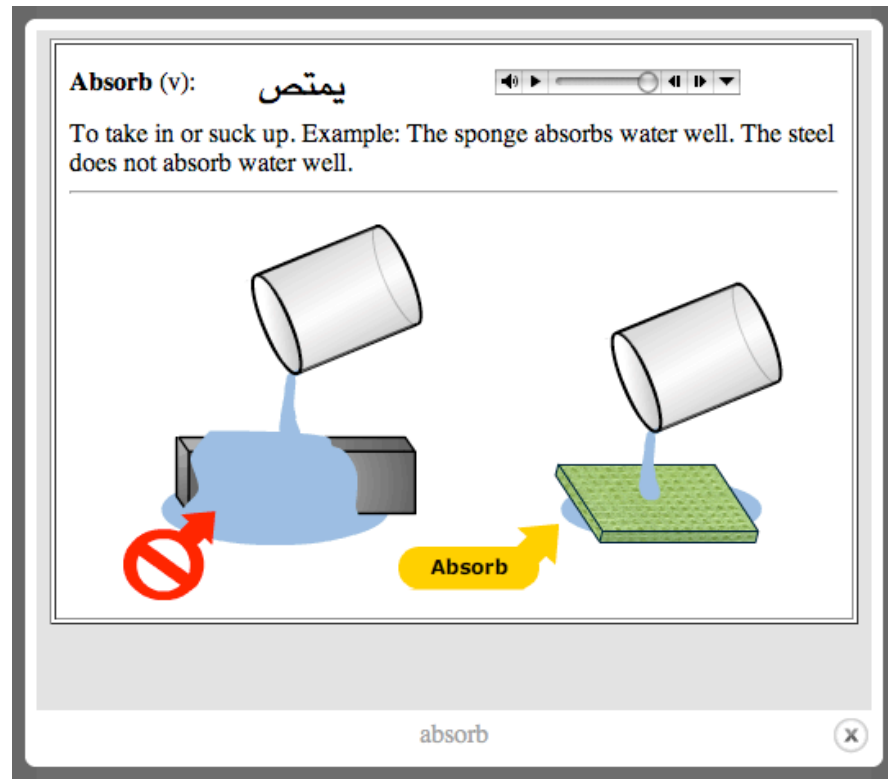 Absorb (v): يمتص
To take in or suck up. Example: The sponge absorbs water well. The steel
does not absorb water well.
Absorb
absorb